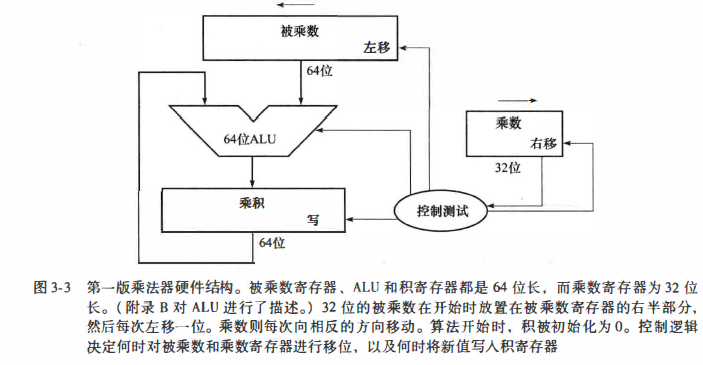 被乘数
左移
64位
乘数
右移
64位ALU
32位
乘积
写
控制测试
64位
图 3-3 第一版乘法器硬件结构。被乘数寄存器、ALU 和积寄存器都是 64 位长，而乘数寄存器为 32 位
长。（附录 B 对 ALU 进行了描述。）32 位的被乘数在开始时放置在被乘数寄存器的右半部分，
然后每次左移一位。乘数则每次向相反的方向移动。算法开始时，积被初始化为 0。控制逻辑
决定何时对被乘数和乘数寄存器进行移位，以及何时将新值写入积寄存器